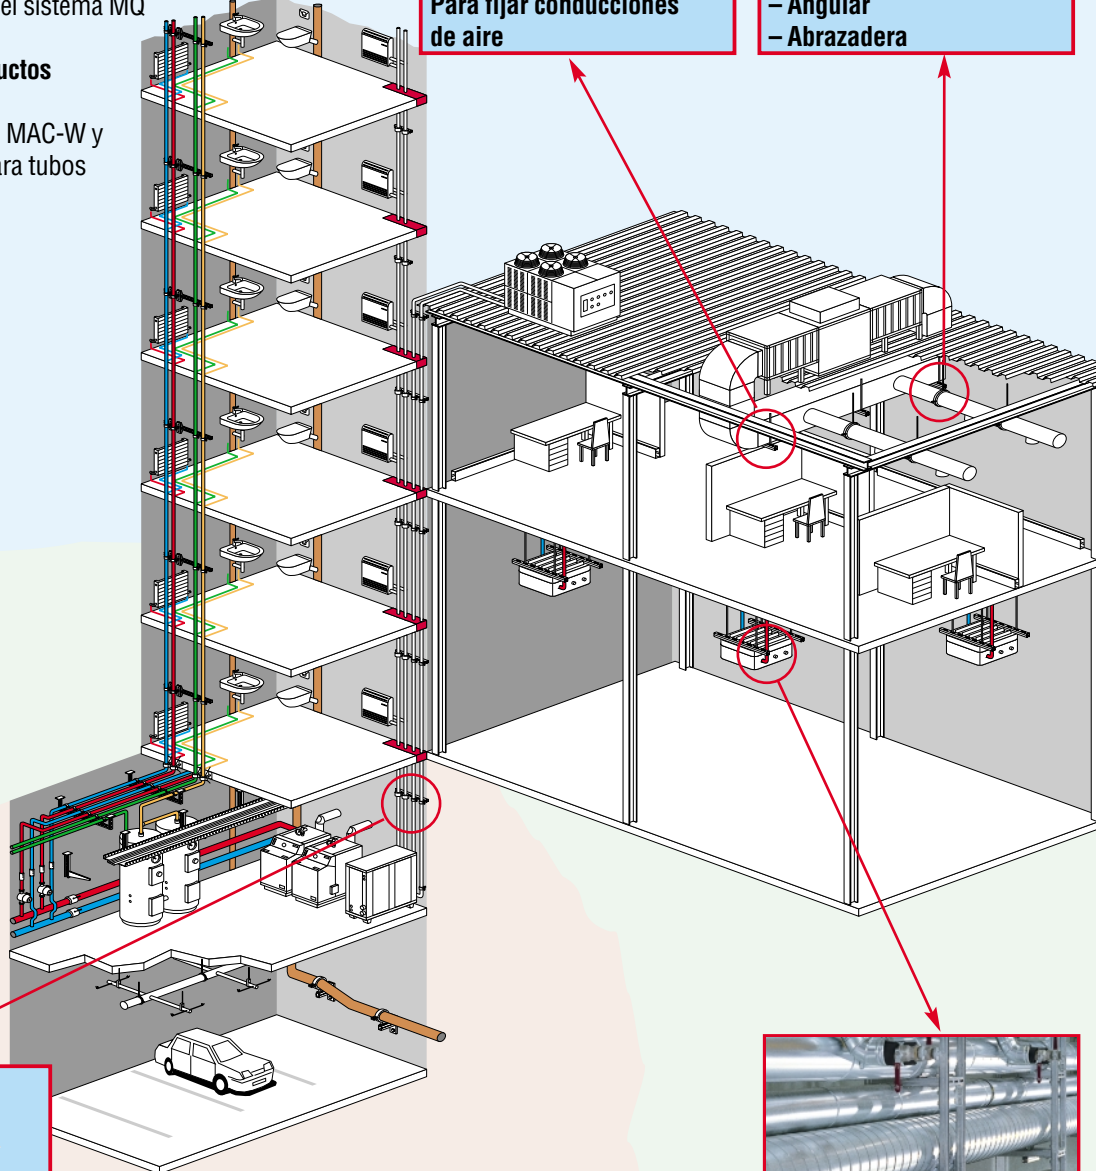 el sistema MQ
uctos
MAC-W y
ara tubos
Para fijar conducciones
de aire
– Angular
– Abrazadera